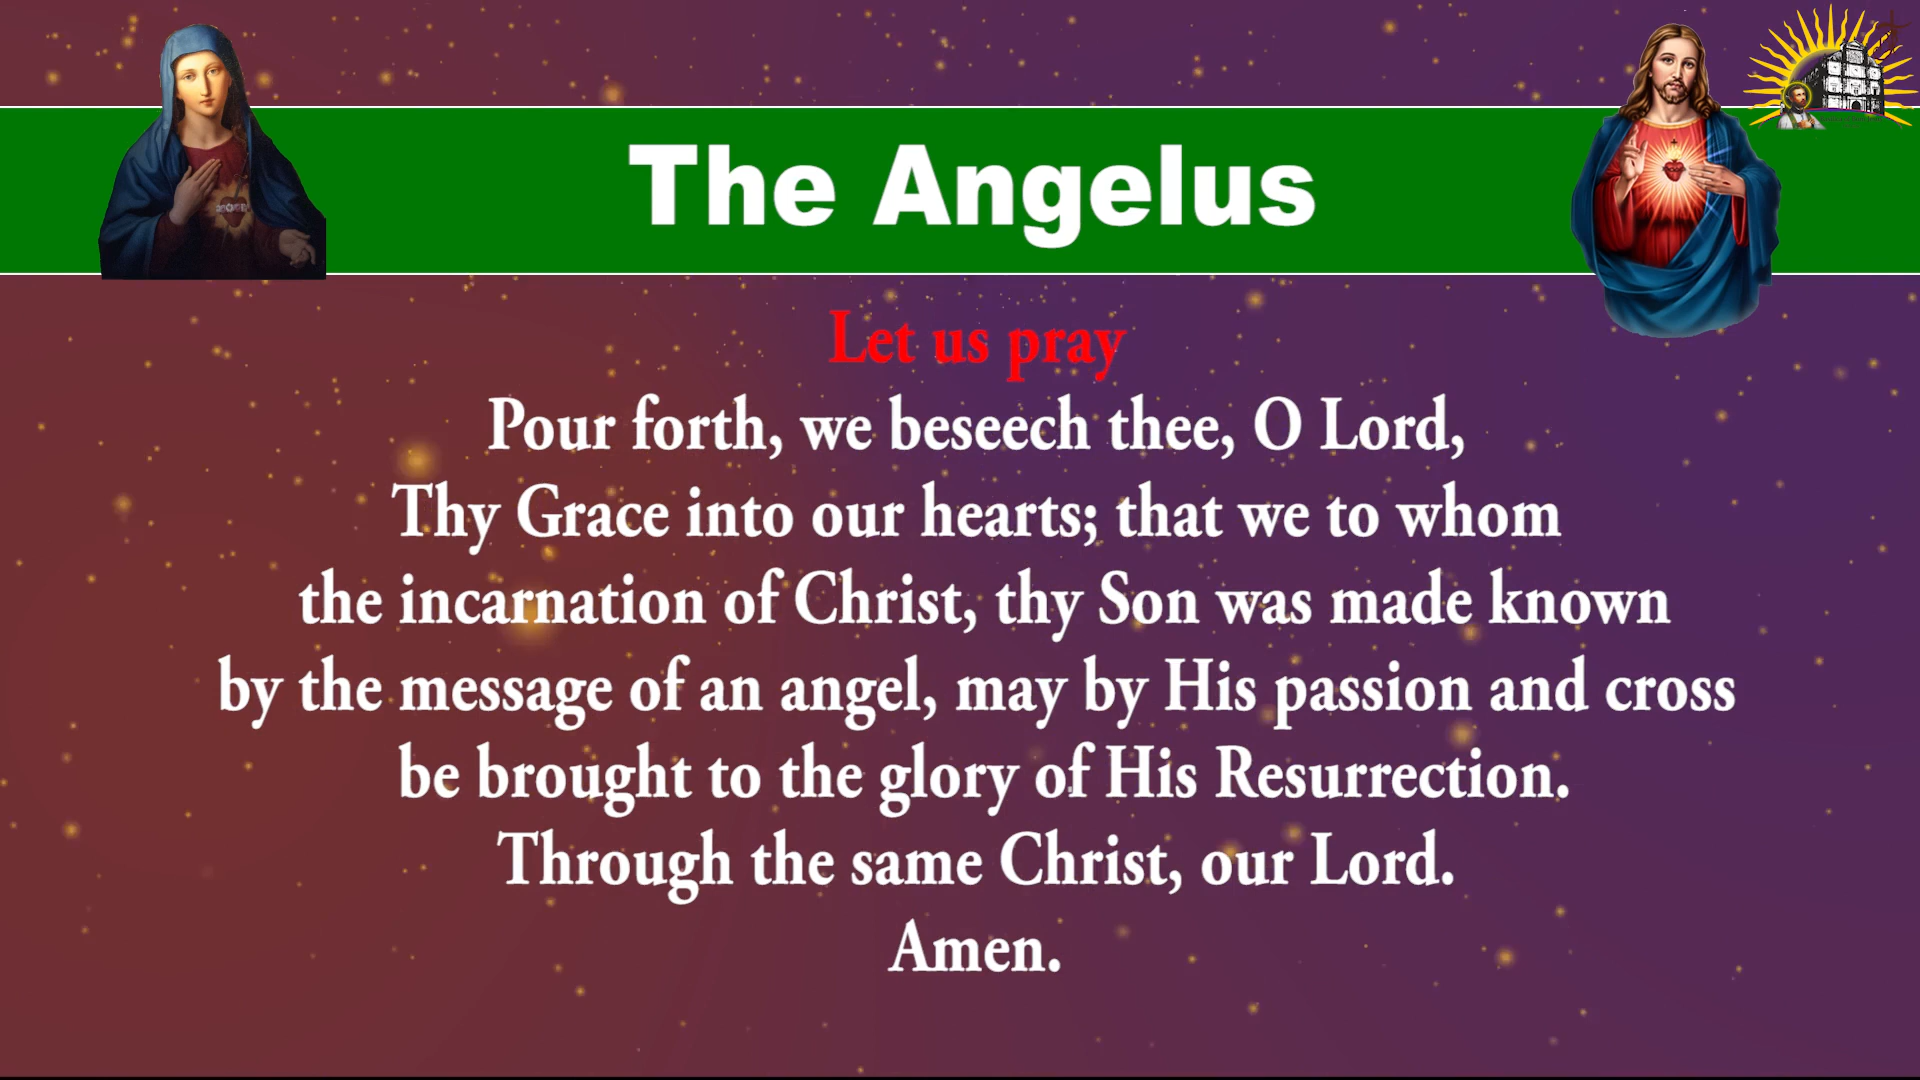 The Angelus
Let us pray
Pour forth, we beseech thee, O Lord,
Thy Grace into our hearts; that we to whom
the incarnation of Christ, thy Son was made known
by the message of an angel, may by His passion and cross
be brought to the glory of His Resurrection.
Through the same Christ, our Lord.
Amen.